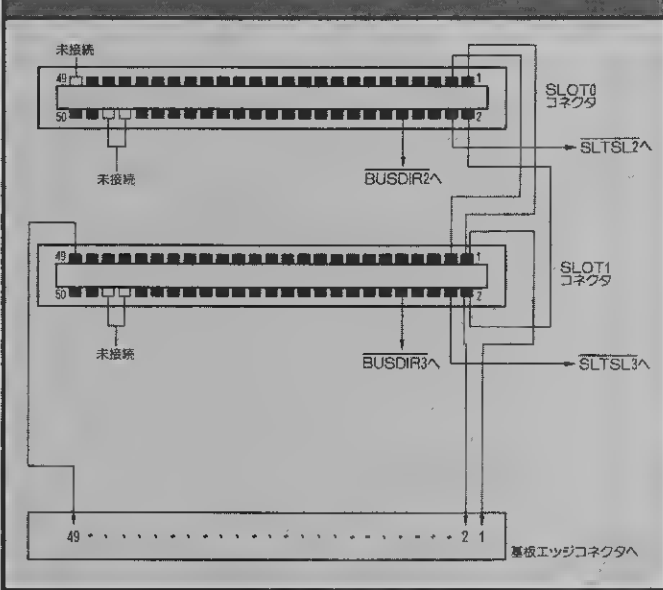 未接続
49
1
50
2
SLOT0
コネクタ
SLTSL2へ
未接続
BUSDIR2へ
49
1
50
2
SLOT1
コネクタ
未接続
BUSDIR3へ
SLTSL3へ
49 2 1
基板エッジコネクタへ